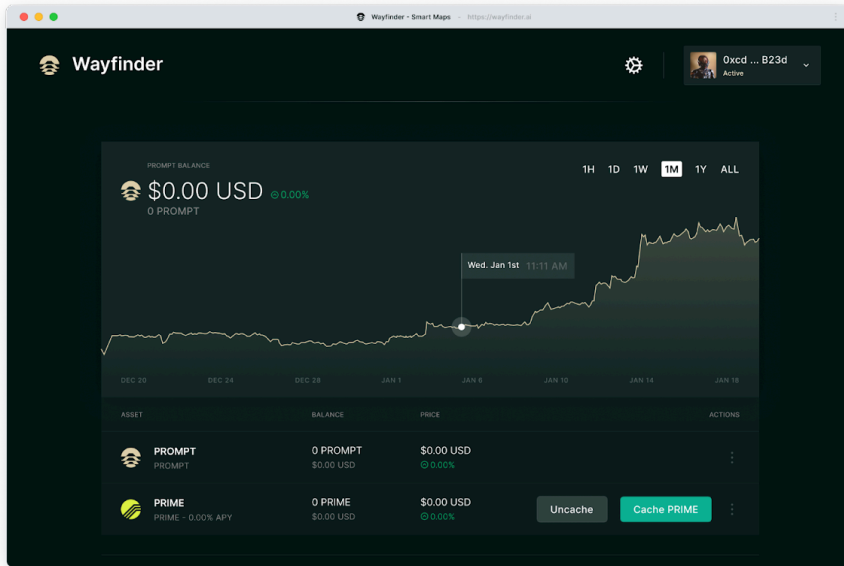 Wayfinder - Smart Maps - https://wayfinder.ai
Wayfinder
0xcd ... B23d
Active
PROMPT BALANCE
$0.00 USD 0.00%
0 PROMPT
1H 1D 1W 1M 1Y ALL
Wed. Jan 1st 11:11 AM
DEC 20 DEC 24 DEC 28 JAN 1 JAN 6 JAN 10 JAN 14 JAN 18
ASSET BALANCE PRICE ACTIONS
PROMPT 0 PROMPT $0.00 USD
PROMPT $0.00 USD 0.00%
PRIME 0 PRIME $0.00 USD
PRIME - 0.00% APY $0.00 USD 0.00%
Uncache Cache PRIME